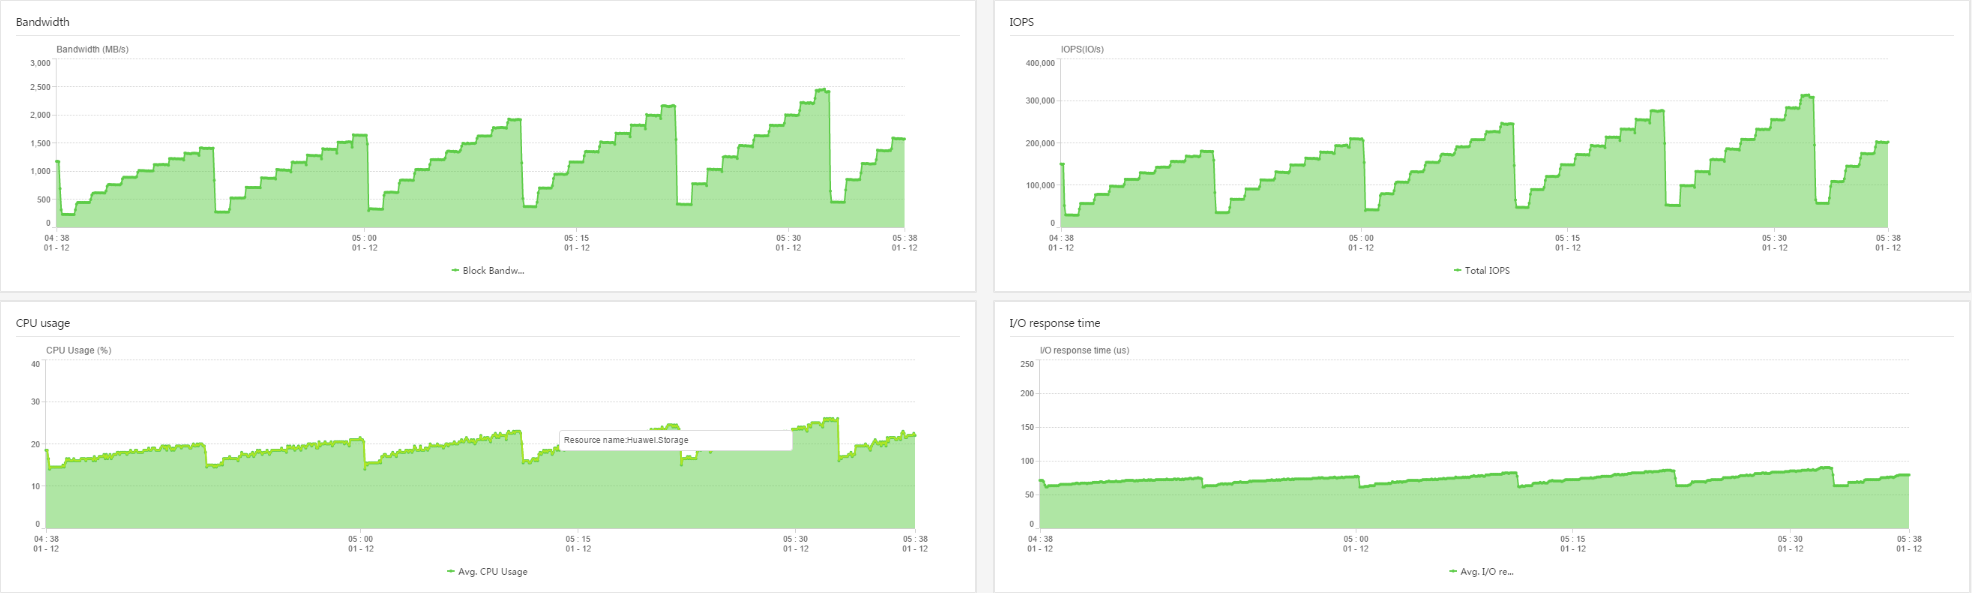 Bandwidth
Bandwidth (MB/s)
3,000
2,500
2,000
1,500
1,000
500
0
04 : 38
01 - 12
05 : 00
01 - 12
05 : 15
01 - 12
05 : 30
01 - 12
05 : 38
01 - 12
Block Bandw...
IOPS
IOPS(IO/s)
400,000
300,000
200,000
100,000
0
04 : 38
01 - 12
05 : 00
01 - 12
05 : 15
01 - 12
05 : 30
01 - 12
05 : 38
01 - 12
Total IOPS
CPU usage
CPU Usage (%)
40
30
20
10
0
Resource name:Huawei.Storage
04 : 38
01 - 12
05 : 00
01 - 12
05 : 15
01 - 12
05 : 30
01 - 12
05 : 38
01 - 12
Avg. CPU Usage
I/O response time
I/O response time (us)
250
200
150
100
50
0
04 : 38
01 - 12
05 : 00
01 - 12
05 : 15
01 - 12
05 : 30
01 - 12
05 : 38
01 - 12
Avg. I/O re...